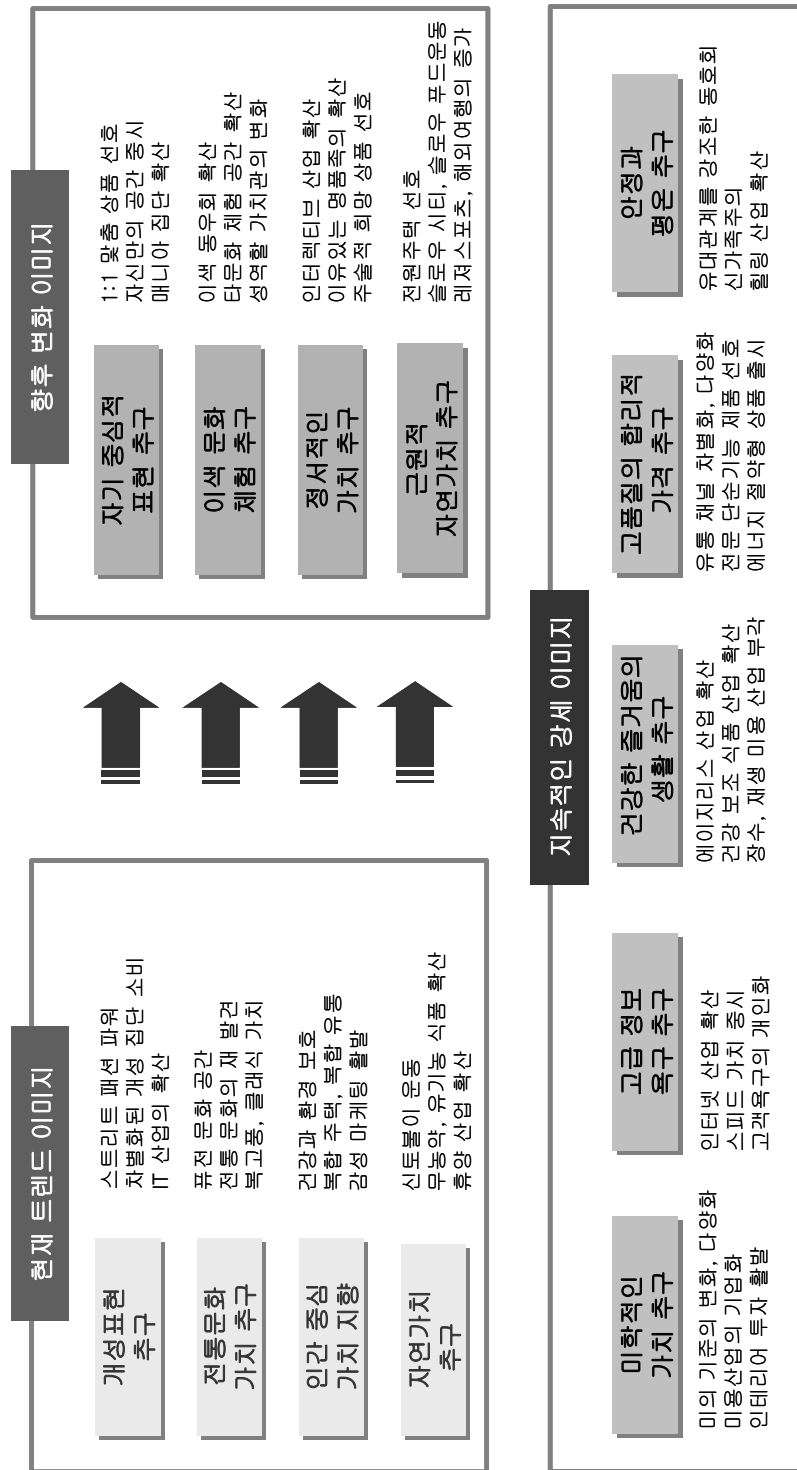 현재 트렌드 이미지
개성표현
추구
스트리트 패션 파워
차별화된 개성 집단 소비
IT 산업의 확산
전통문화
가치 추구
퓨전 문화 공간
전통 문화의 재 발견
복고풍, 클래식 가치
인간 중심
가치 지향
건강과 환경 보호
복합 주택, 복합 유통
감성 마케팅 활발
자연가치
추구
신토불이 운동
무농약, 유기농 식품 확산
휴양 산업 확산
향후 변화 이미지
자기 중심적
표현 추구
1:1 맞춤 상품 선호
자신만의 공간 중시
매니아 집단 확산
이색 문화
체험 추구
이색 동우회 확산
타문화 체험 공간 확산
성역할 가치관의 변화
정서적인
가치 추구
인터렉티브 산업 확산
이유있는 명품족의 확산
주술적 희망 상품 선호
근원적
자연가치 추구
전원주택 선호
슬로우 시티, 슬로우 푸드운동
레져스포츠, 해외여행의 증가
지속적인 강세 이미지
미학적인
가치 추구
미의 기준의 변화, 다양화
미용산업의 기업화
인테리어 투자 활발
고급 정보
욕구 추구
인터넷 산업 확산
스피드 가치 중시
고객욕구의 개인화
건강한 즐거움의
생활 추구
에이지리스 산업 확산
건강 보조 식품 산업 확산
장수, 재생 미용 산업 부각
고품질의 합리적
가격 추구
유통 채널 차별화, 다양화
전문 단순기능 제품 선호
에너지 절약형 상품 출시
안정과
평온 추구
유대관계를 강조한 동호회
신가족주의
힐링 산업 확산